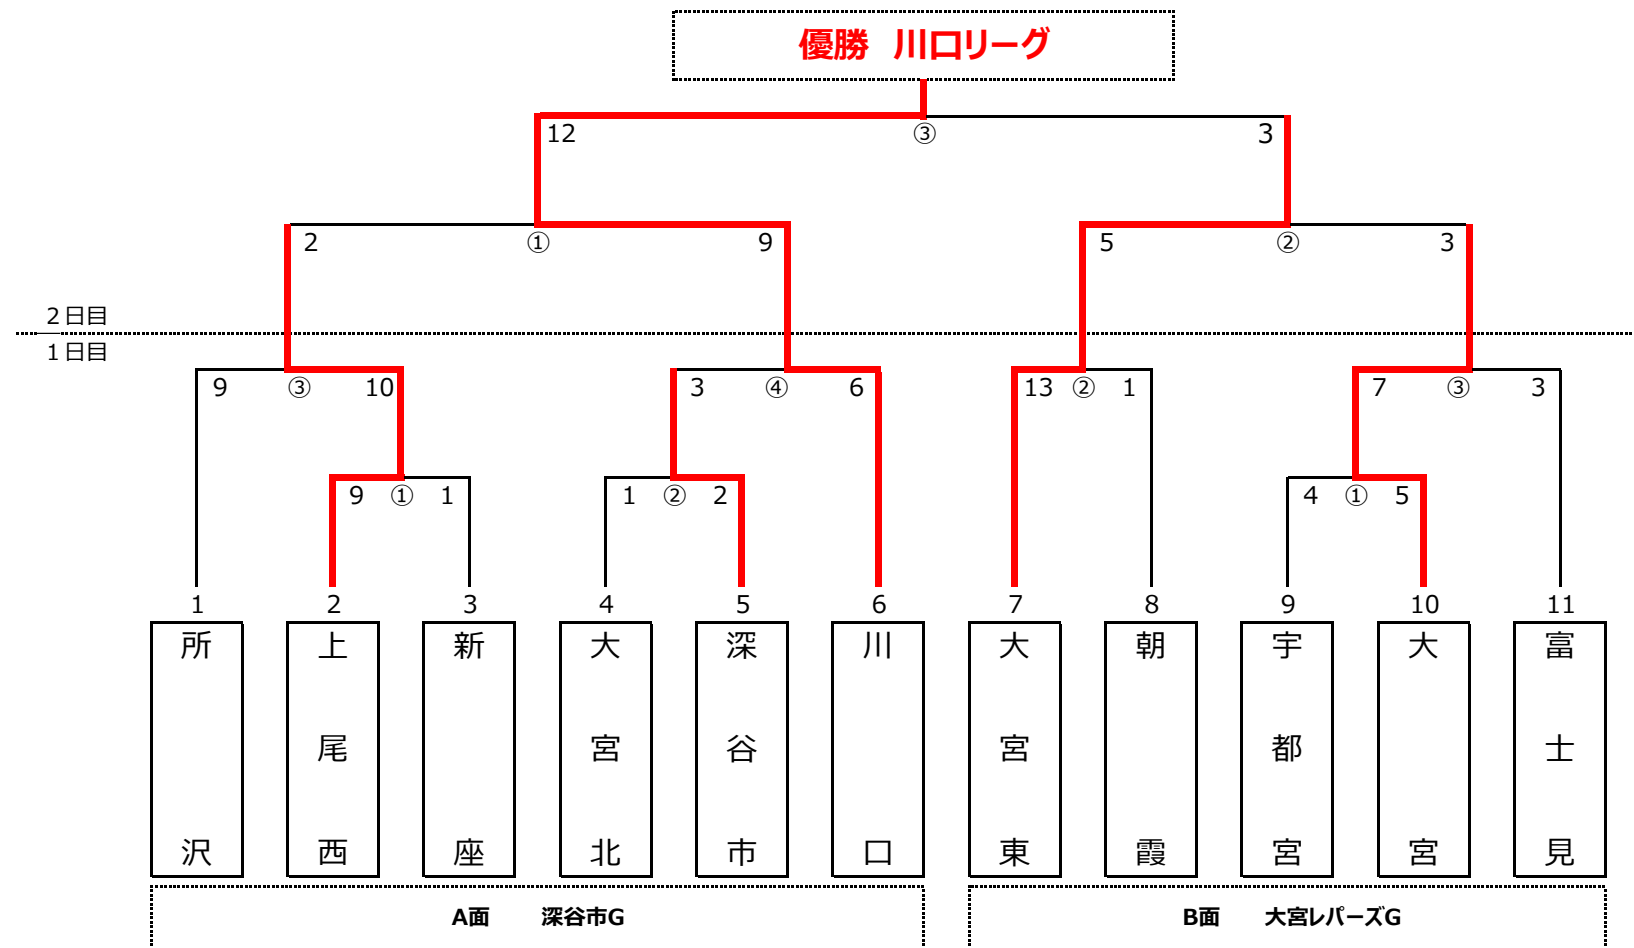 優勝 川口リーグ
12 ③ 3
2 ① 9 5 ② 3
2日目
1日目
9 ③ 10 3 ④ 6 13 ② 1 7 ③ 3
9 ① 1 1 ② 2 4 ① 5
1 2 3 4 5 6 7 8 9 10 11
所沢
上尾西
新座
大宮北
深谷市
川口
大宮東
朝霞
宇都宮
大宮
富士見
A面 深谷市G
B面 大宮レパーズG